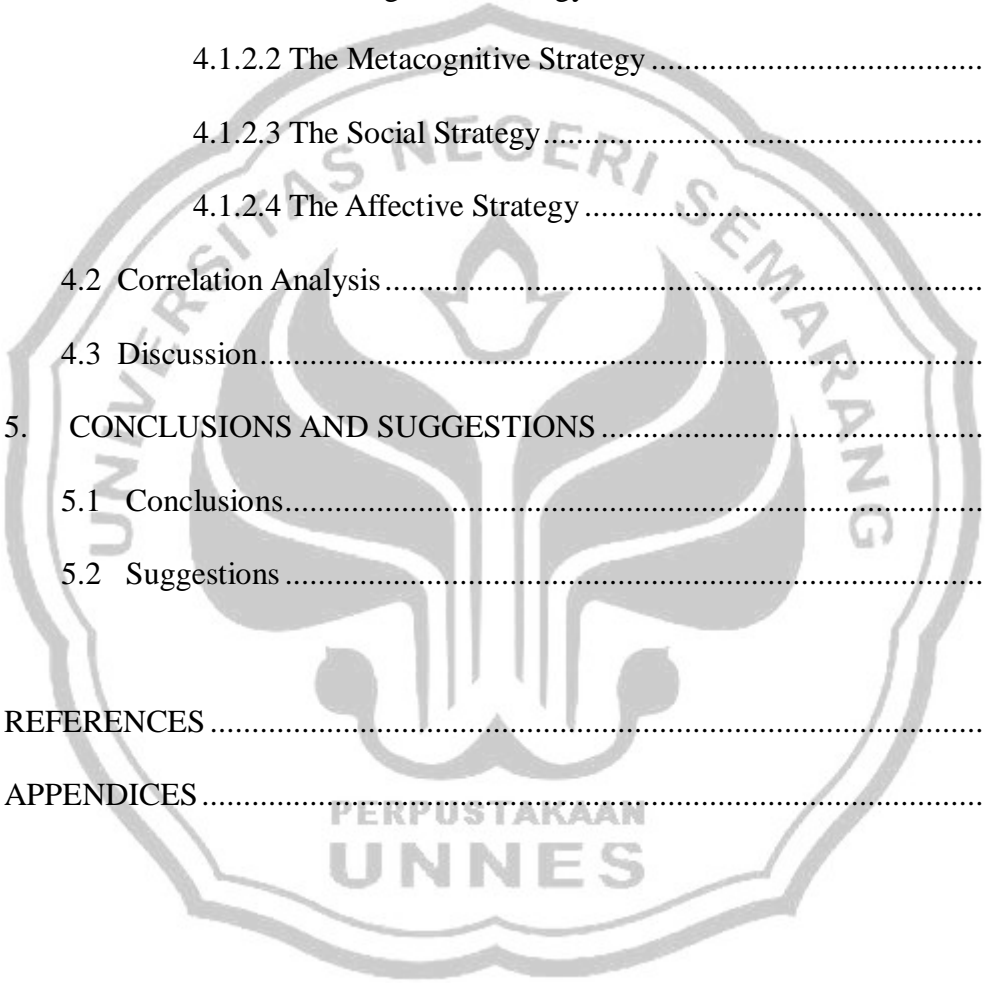 4.1.2.2 The Metacognitive Strategy ........................................
4.1.2.3 The Social Strategy....................................................
4.1.2.4 The Affective Strategy ................................................
4.2 Correlation Analysis.........................................................................
4.3 Discussion........................................................................................
5. CONCLUSIONS AND SUGGESTIONS ..............................................
5.1 Conclusions.....................................................................................
5.2 Suggestions .....................................................................................
REFERENCES ...............................................................................................
APPENDICES ................................................................................................
UNIVERSITAS NEGERI SEMARANG
PERPUSTAKAAN
UNNES